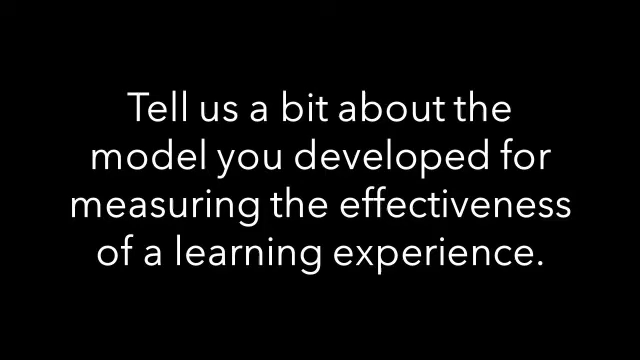 Tell us a bit about the
model you developed for
measuring the effectiveness
of a learning experience.